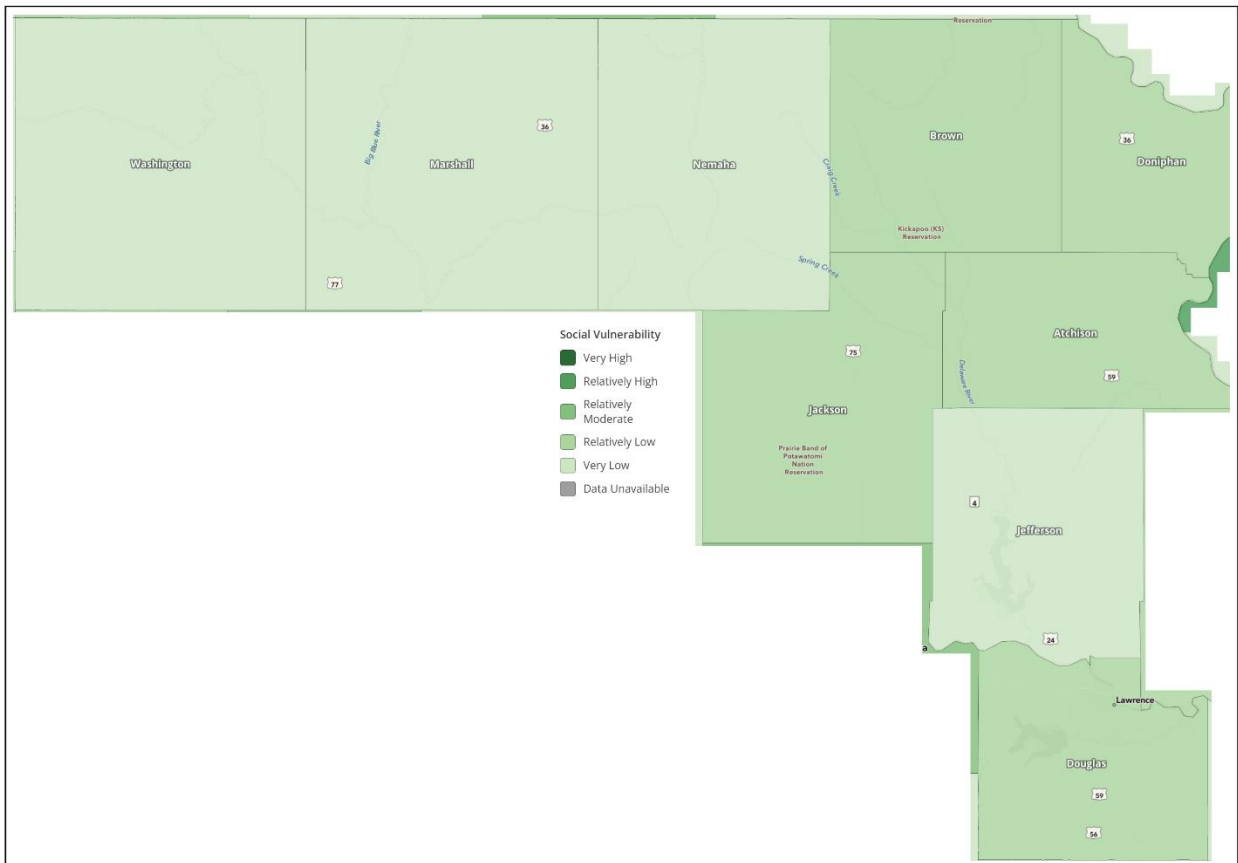 Reservation
Washington
Big Blue River
Marshall
36
77
Nemaha
Craig Creek
Spring Creek
Brown
Kickapoo (KS)
Reservation
36
Doniphan
Social Vulnerability
Very High
Relatively High
Relatively
Moderate
Relatively Low
Very Low
Data Unavailable
75
Jackson
Prairie Band of
Potawatomi
Nation
Reservation
Delaware River
Atchison
59
4
Jefferson
24
a
Lawrence
Douglas
59
56